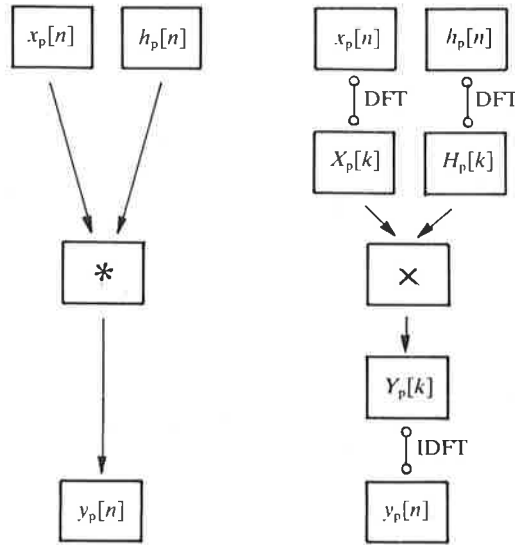 xp[n] hp[n] xp[n] hp[n]
DFT DFT
Xp[k] Hp[k]
* ×
Yp[k]
IDFT
yp[n] yp[n]